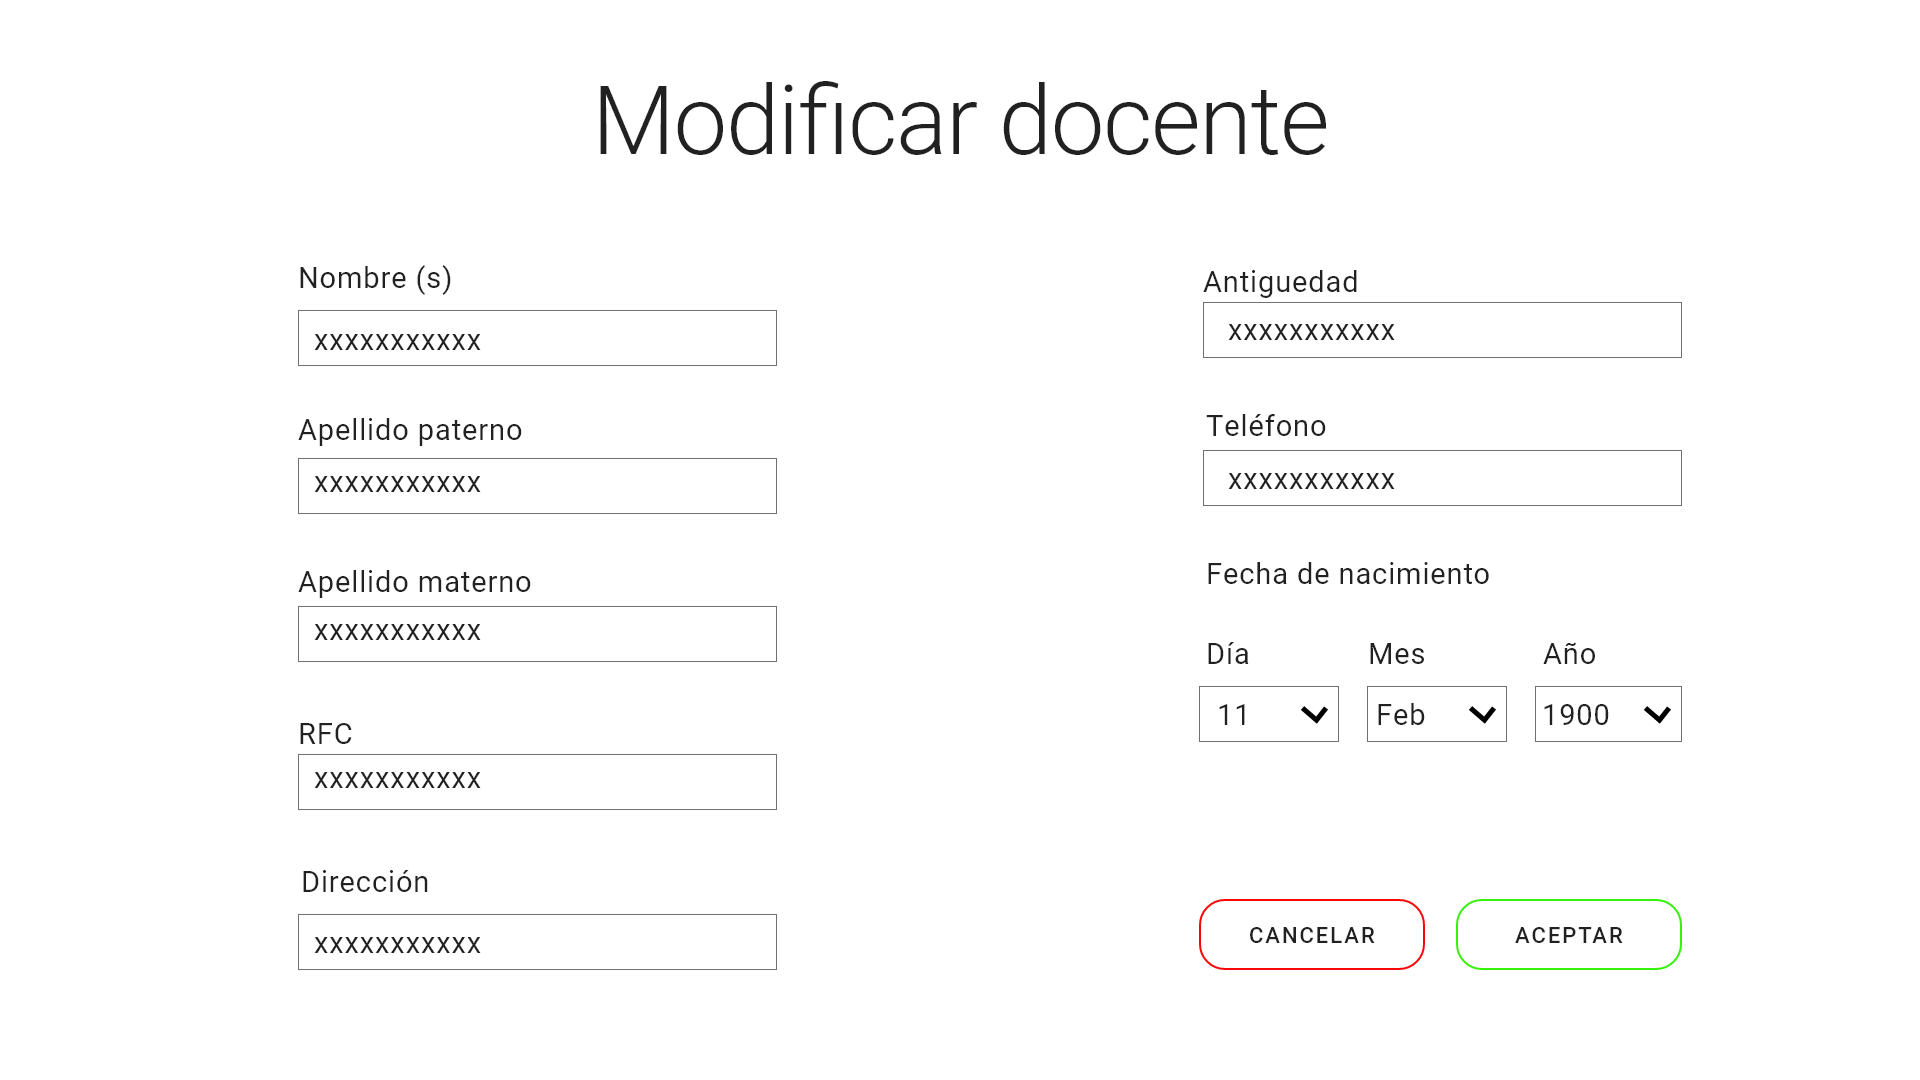 Modificar docente
Nombre (s)
xxxxxxxxxxx
Apellido paterno
xxxxxxxxxxx
Apellido materno
xxxxxxxxxxx
RFC
xxxxxxxxxxx
Dirección
xxxxxxxxxxx
Antiguedad
xxxxxxxxxxx
Teléfono
xxxxxxxxxxx
Fecha de nacimiento
Día Mes Año
11 Feb 1900
CANCELAR ACEPTAR